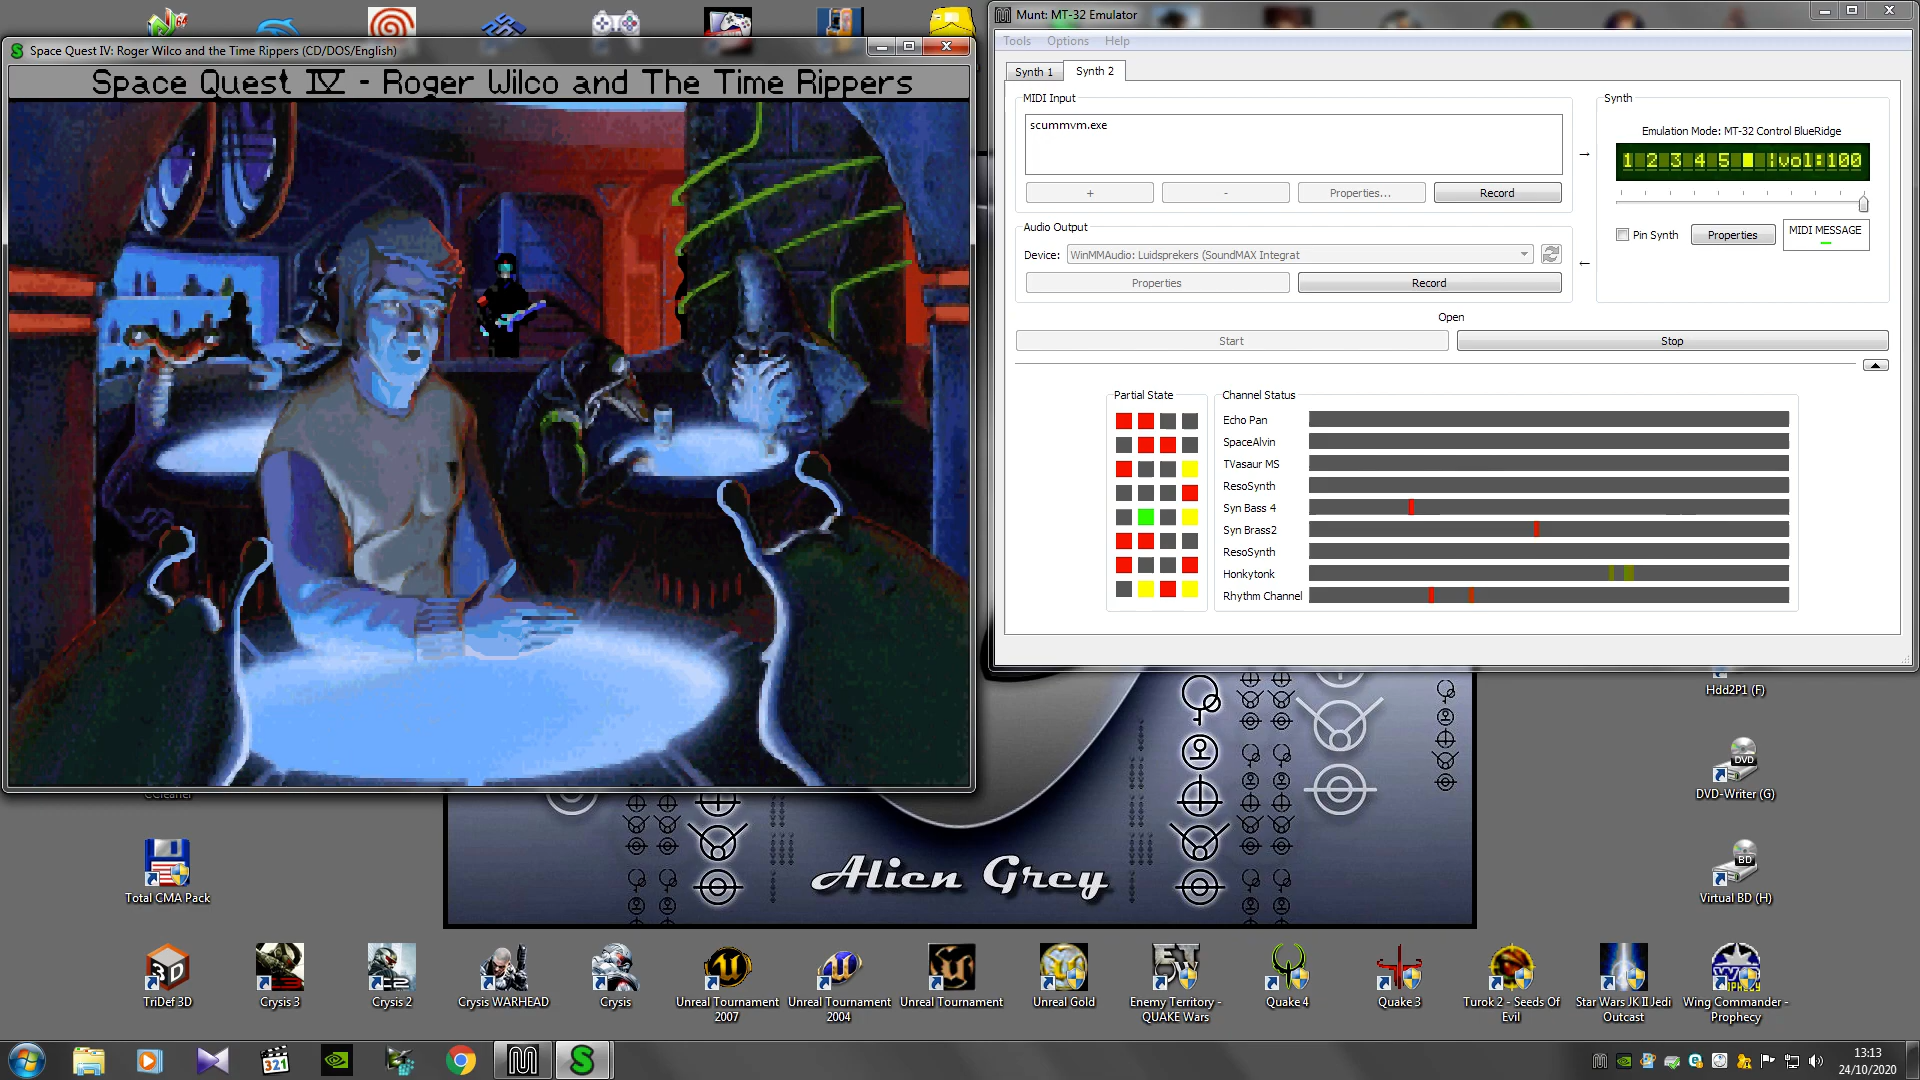 Space Quest IV: Roger Wilco and the Time Rippers (CD/DOS/English)
Space Quest IV - Roger Wilco and The Time Rippers
Munt: MT-32 Emulator
Tools Options Help
Synth 1 Synth 2
MIDI Input
scummvm.exe
+ - Properties... Record
Audio Output
Device: WinMMAudio: Luidsprekers (SoundMAX Integrat
Properties Record
Synth
Emulation Mode: MT-32 Control BlueRidge
1 2 3 4 5 |vol:100
Pin Synth Properties MIDI MESSAGE
Open
Start Stop
Partial State Channel Status
Echo Pan
SpaceAlvin
TVasaur MS
ResoSynth
Syn Bass 4
Syn Brass2
ResoSynth
Honkytonk
Rhythm Channel
Hdd2P1 (F)
DVD
DVD-Writer (G)
CCleaner
BD
Virtual BD (H)
Total CMA Pack
Alien Grey
TriDef 3D
Crysis 3
Crysis 2
Crysis WARHEAD
Crysis
Unreal Tournament
2007
Unreal Tournament
2004
Unreal Tournament
Unreal Gold
Enemy Territory -
QUAKE Wars
Quake 4
Quake 3
Turok 2 - Seeds Of
Evil
Star Wars JK II Jedi
Outcast
Wing Commander -
Prophecy
321
13:13
24/10/2020